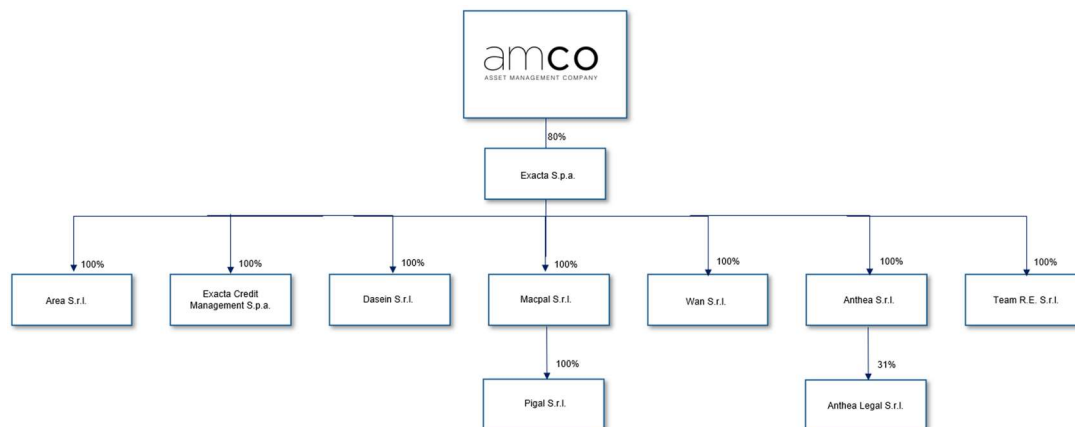 amco
ASSET MANAGEMENT COMPANY
80%
Exacta S.p.a.
100%
100%
100%
100%
100%
100%
100%
Area S.r.l.
Exacta Credit
Management S.p.a.
Dasein S.r.l.
Macpal S.r.l.
Wan S.r.l.
Anthea S.r.l.
Team R.E. S.r.l.
100%
31%
Pigal S.r.l.
Anthea Legal S.r.l.